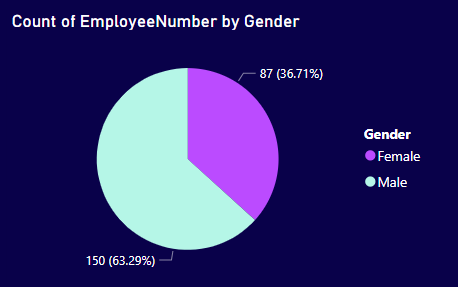 Count of EmployeeNumber by Gender
87 (36.71%)
Gender
Female
Male
150 (63.29%)